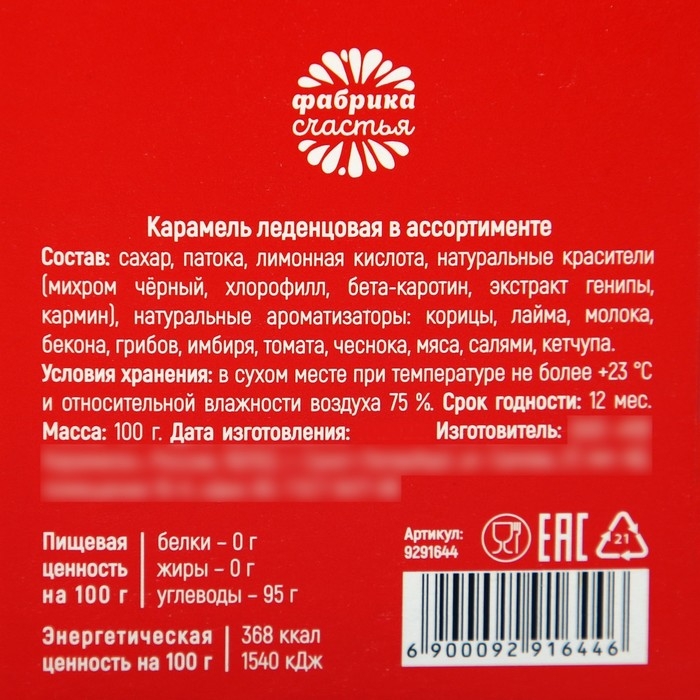 фабрика
счастья
Карамель леденцовая в ассортименте
Состав: сахар, патока, лимонная кислота, натуральные красители
(михром чёрный, хлорофилл, бета-каротин, экстракт генипы,
кармин), натуральные ароматизаторы: корицы, лайма, молока,
бекона, грибов, имбиря, томата, чеснока, мяса, салями, кетчупа.
Условия хранения: в сухом месте при температуре не более +23 °С
и относительной влажности воздуха 75 %. Срок годности: 12 мес.
Масса: 100 г. Дата изготовления: Изготовитель:
Пищевая
ценность
на 100 г
белки – 0 г
жиры – 0 г
углеводы – 95 г
Энергетическая
ценность на 100 г
368 ккал
1540 кДж
Артикул:
9291644
EAC
21
6 900092 916446